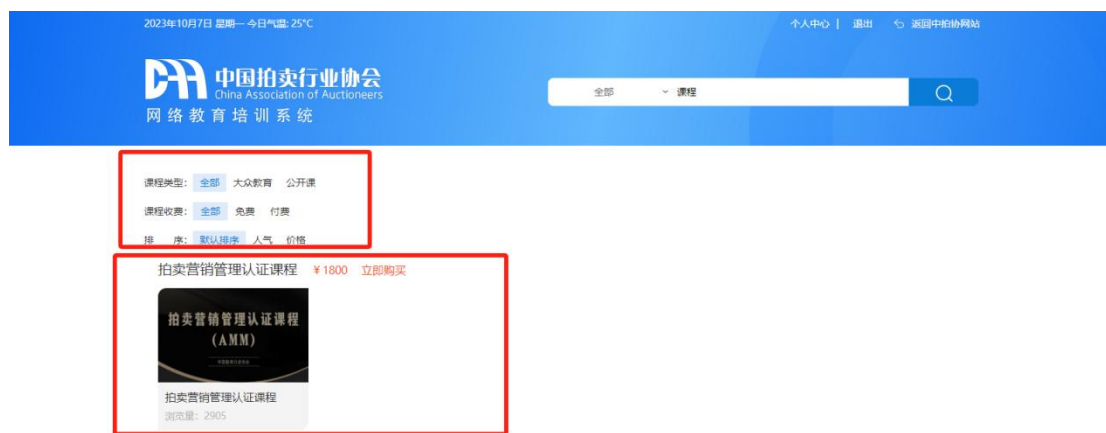 2023年10月7日 星期一 今日气温: 25°C
个人中心 | 退出 返回中拍协网站
中国拍卖行业协会
China Association of Auctioneers
网络教育培训系统
全部 课程
课程类型: 全部 大众教育 公开课
课程收费: 全部 免费 付费
排 序: 默认排序 人气 价格
拍卖营销管理认证课程 ¥1800 立即购买
拍卖营销管理认证课程
(AMM)
拍卖营销管理认证课程
浏览量: 2905